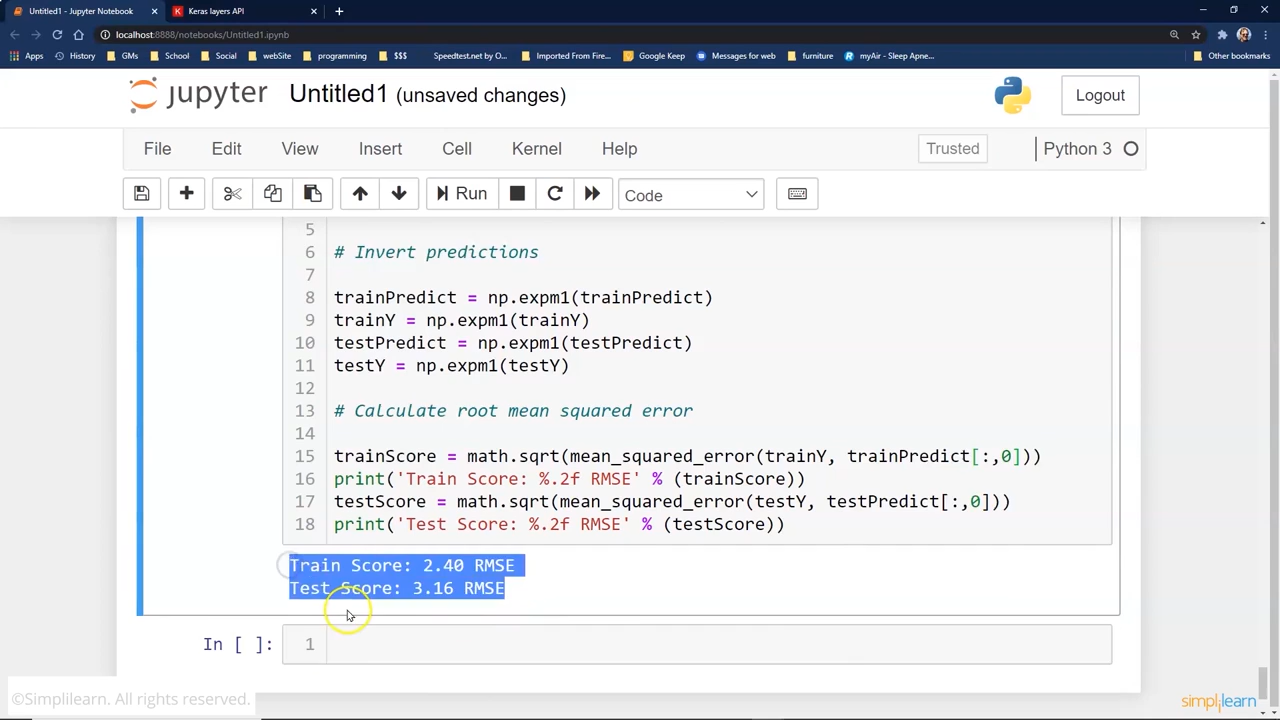 Untitled1 - Jupyter Notebook
Keras layers API
localhost:8888/notebooks/Untitled1.ipynb
Apps
History
GMs
School
Social
webSite
programming
$$$
Speedtest.net by O...
Imported From Fire...
Google Keep
Messages for web
furniture
myAir - Sleep Apne...
Other bookmarks
jupyter Untitled1 (unsaved changes)
Logout
File Edit View Insert Cell Kernel Help
Trusted
Python 3
Run
Code
5
6 # Invert predictions
7
8 trainPredict = np.expm1(trainPredict)
9 trainY = np.expm1(trainY)
10 testPredict = np.expm1(testPredict)
11 testY = np.expm1(testY)
12
13 # Calculate root mean squared error
14
15 trainScore = math.sqrt(mean_squared_error(trainY, trainPredict[:,0]))
16 print('Train Score: %.2f RMSE' % (trainScore))
17 testScore = math.sqrt(mean_squared_error(testY, testPredict[:,0]))
18 print('Test Score: %.2f RMSE' % (testScore))
Train Score: 2.40 RMSE
Test Score: 3.16 RMSE
In [ ]: 1
©Simplilearn. All rights reserved.
simplilearn